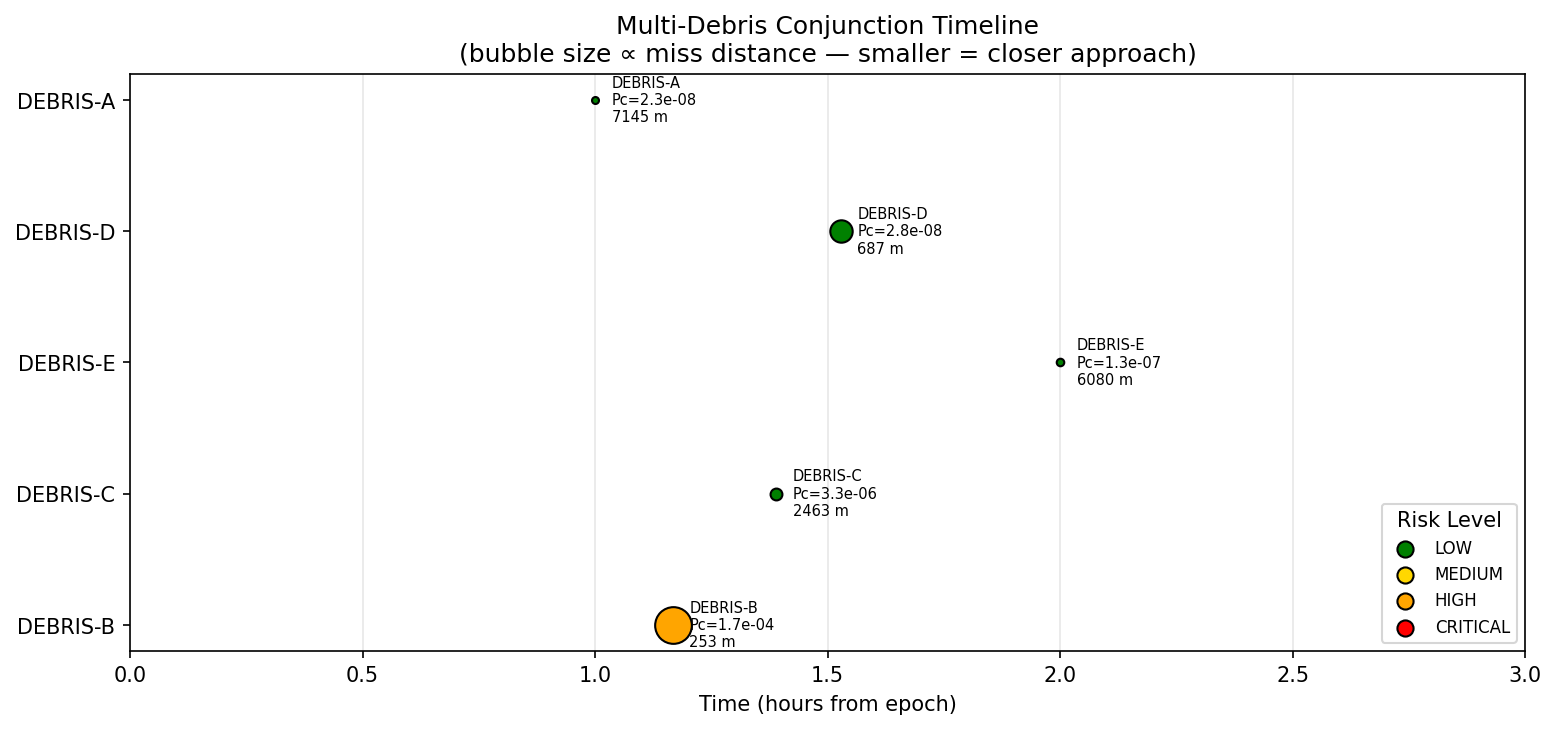 Multi-Debris Conjunction Timeline
(bubble size ∝ miss distance — smaller = closer approach)
DEBRIS-A
DEBRIS-A
Pc=2.3e-08
7145 m
DEBRIS-D
DEBRIS-D
Pc=2.8e-08
687 m
DEBRIS-E
DEBRIS-E
Pc=1.3e-07
6080 m
DEBRIS-C
DEBRIS-C
Pc=3.3e-06
2463 m
DEBRIS-B
DEBRIS-B
Pc=1.7e-04
253 m
Risk Level
LOW
MEDIUM
HIGH
CRITICAL
0.0 0.5 1.0 1.5 2.0 2.5 3.0
Time (hours from epoch)